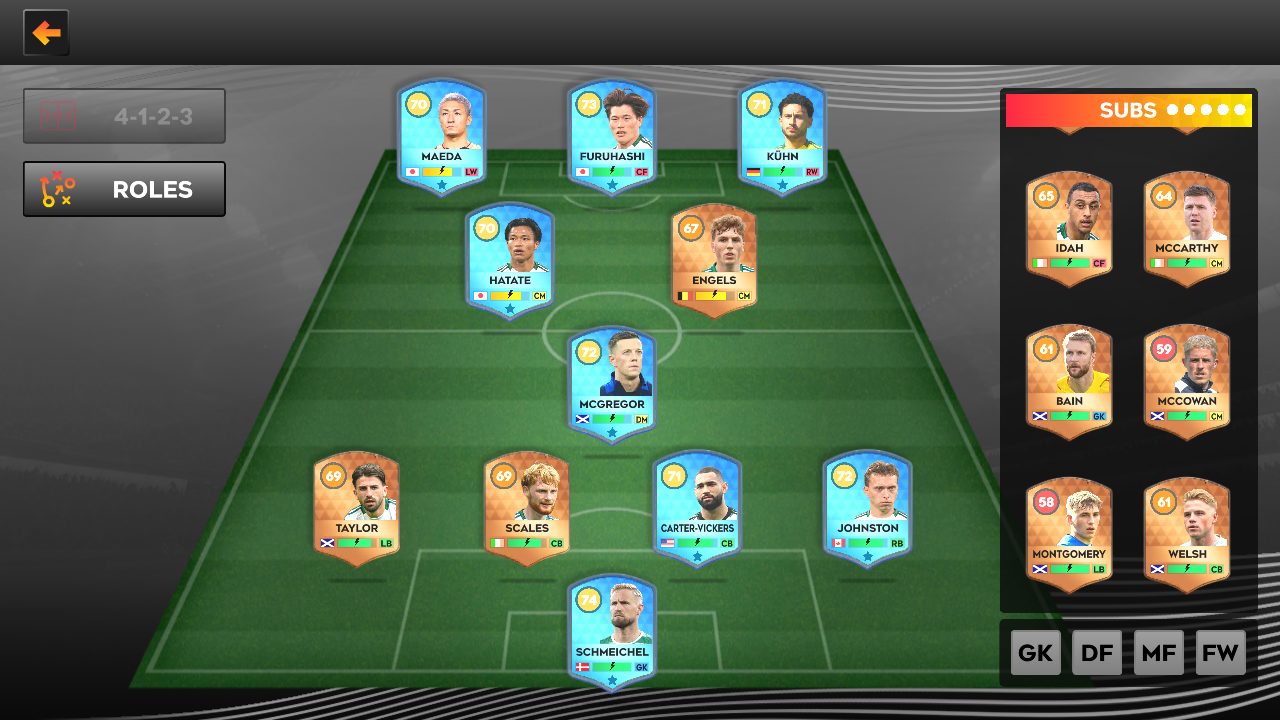 4-1-2-3
ROLES
70
MAEDA
LW
73
FURUHASHI
CF
71
KÜHN
RW
70
HATATE
CM
67
ENGELS
CM
72
MCGREGOR
DM
69
TAYLOR
LB
69
SCALES
CB
71
CARTER-VICKERS
CB
72
JOHNSTON
RB
74
SCHMEICHEL
GK
SUBS
65
IDAH
CF
64
MCCARTHY
CM
61
BAIN
GK
59
MCCOWAN
CM
58
MONTGOMERY
LB
61
WELSH
CB
GK DF MF FW